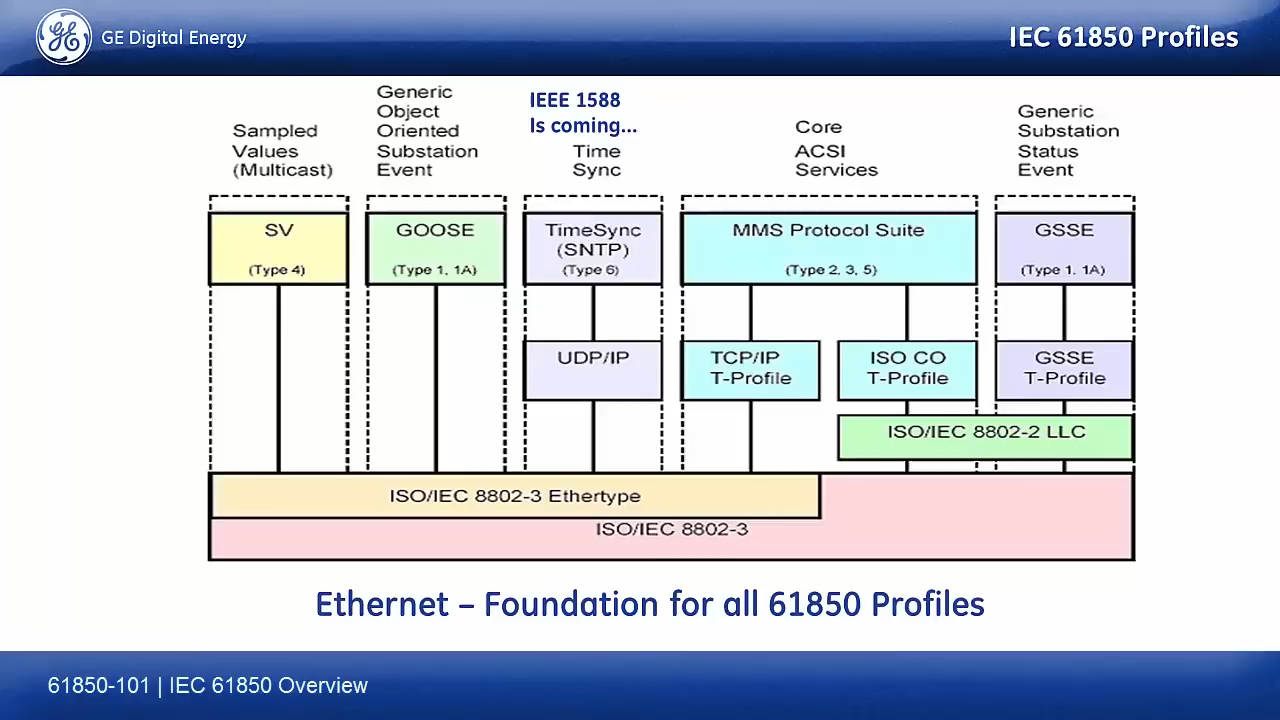 GE Digital Energy
IEC 61850 Profiles
Sampled
Values
(Multicast)
Generic
Object
Oriented
Substation
Event
IEEE 1588
Is coming...
Time
Sync
Core
ACSI
Services
Generic
Substation
Status
Event
SV
(Type 4)
GOOSE
(Type 1, 1A)
TimeSync
(SNTP)
(Type 6)
MMS Protocol Suite
(Type 2, 3, 5)
GSSE
(Type 1, 1A)
UDP/IP
TCP/IP
T-Profile
ISO CO
T-Profile
GSSE
T-Profile
ISO/IEC 8802-2 LLC
ISO/IEC 8802-3 Ethertype
ISO/IEC 8802-3
Ethernet – Foundation for all 61850 Profiles
61850-101 | IEC 61850 Overview